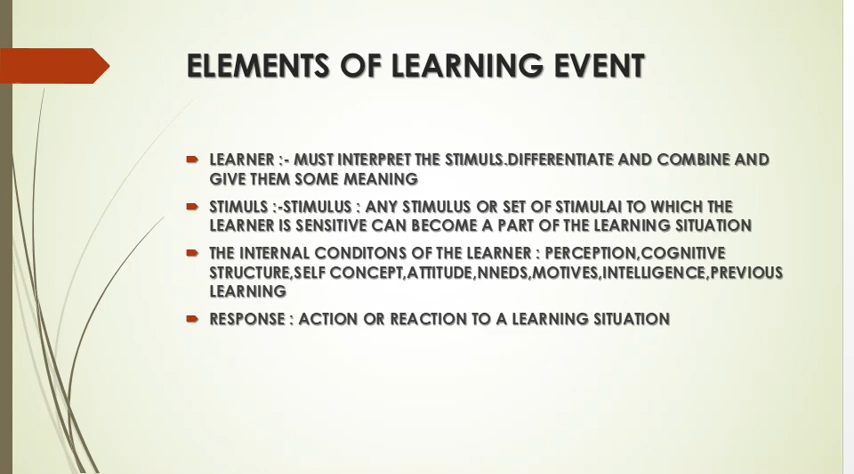 ELEMENTS OF LEARNING EVENT
LEARNER :- MUST INTERPRET THE STIMULS.DIFFERENTIATE AND COMBINE AND
GIVE THEM SOME MEANING
STIMULS :-STIMULUS : ANY STIMULUS OR SET OF STIMULAI TO WHICH THE
LEARNER IS SENSITIVE CAN BECOME A PART OF THE LEARNING SITUATION
THE INTERNAL CONDITONS OF THE LEARNER : PERCEPTION,COGNITIVE
STRUCTURE,SELF CONCEPT,ATTITUDE,NNEDS,MOTIVES,INTELLIGENCE,PREVIOUS
LEARNING
RESPONSE : ACTION OR REACTION TO A LEARNING SITUATION